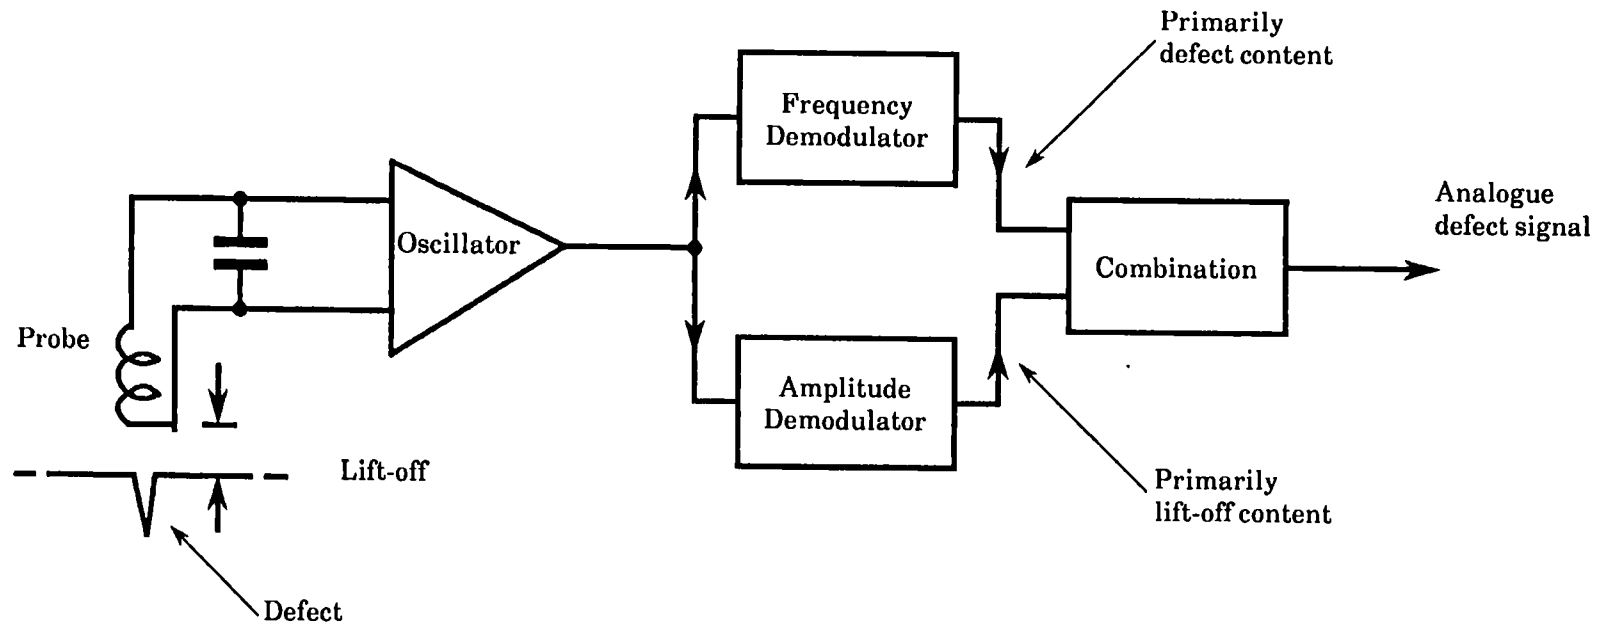 Primarily
defect content
Frequency
Demodulator
Analogue
defect signal
Oscillator
Combination
Probe
Amplitude
Demodulator
Lift-off
Primarily
lift-off content
Defect